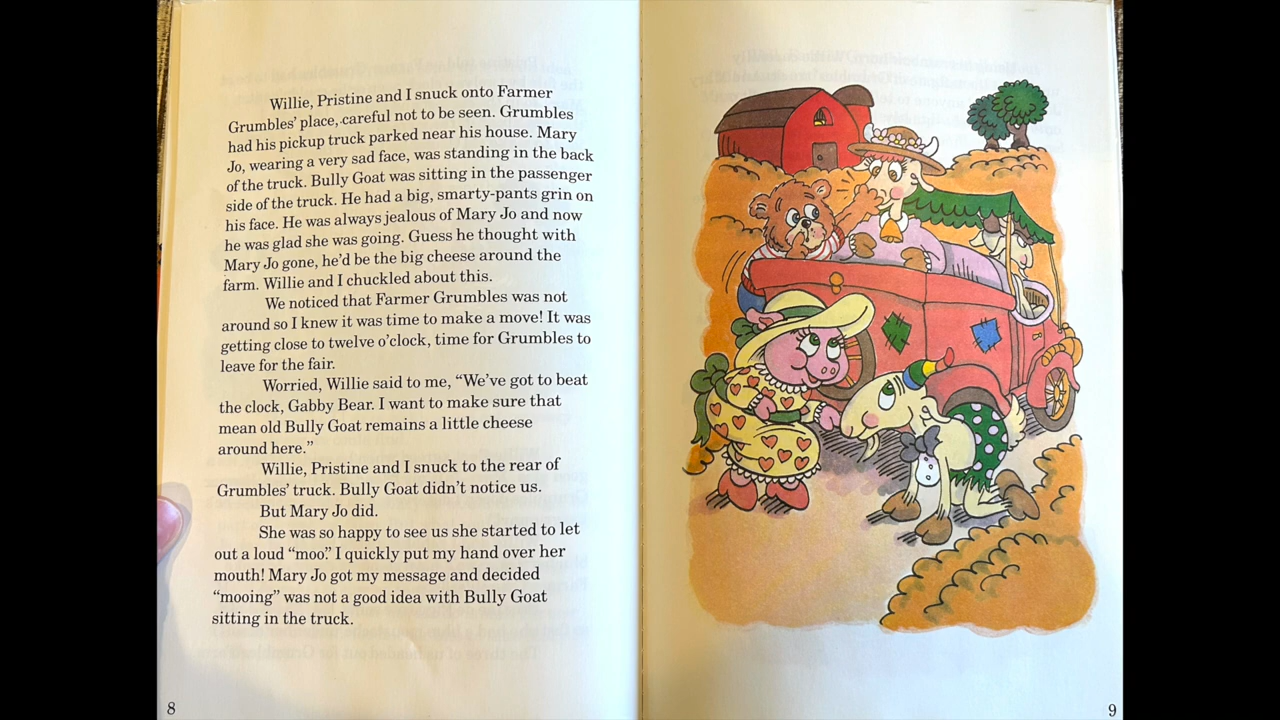 Willie, Pristine and I snuck onto Farmer
Grumbles' place, careful not to be seen. Grumbles
had his pickup truck parked near his house. Mary
Jo, wearing a very sad face, was standing in the back
of the truck. Bully Goat was sitting in the passenger
side of the truck. He had a big, smarty-pants grin on
his face. He was always jealous of Mary Jo and now
he was glad she was going. Guess he thought with
Mary Jo gone, he'd be the big cheese around the
farm. Willie and I chuckled about this.
We noticed that Farmer Grumbles was not
around so I knew it was time to make a move! It was
getting close to twelve o'clock, time for Grumbles to
leave for the fair.
Worried, Willie said to me, "We've got to beat
the clock, Gabby Bear. I want to make sure that
mean old Bully Goat remains a little cheese
around here."
Willie, Pristine and I snuck to the rear of
Grumbles' truck. Bully Goat didn't notice us.
But Mary Jo did.
She was so happy to see us she started to let
out a loud "moo." I quickly put my hand over her
mouth! Mary Jo got my message and decided
"mooing" was not a good idea with Bully Goat
sitting in the truck.
8
9